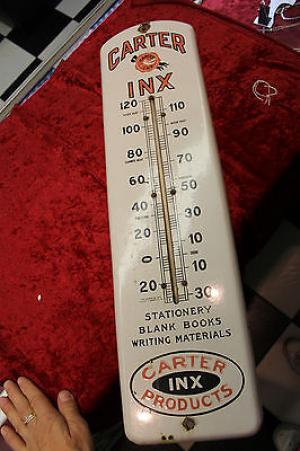 CARTER
INX
120 110
100 90
80 70
60 50
40 30
20 10
0 10
20 30
STATIONERY
BLANK BOOKS
WRITING MATERIALS
CARTER
INX
PRODUCTS